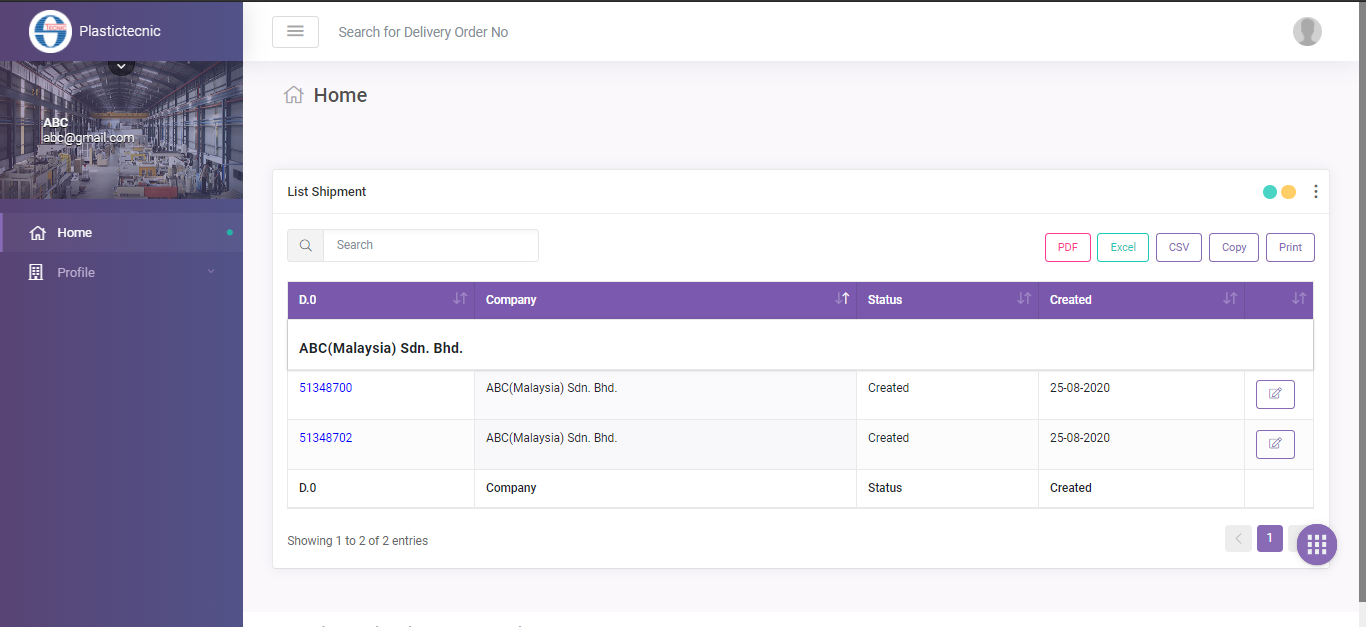 TECNIC
Plastictecnic
Search for Delivery Order No
ABC
abc@gmail.com
Home
Profile
Home
List Shipment
Search
PDF Excel CSV Copy Print
D.0 Company Status Created
ABC(Malaysia) Sdn. Bhd.
51348700 ABC(Malaysia) Sdn. Bhd. Created 25-08-2020
51348702 ABC(Malaysia) Sdn. Bhd. Created 25-08-2020
D.0 Company Status Created
Showing 1 to 2 of 2 entries
1